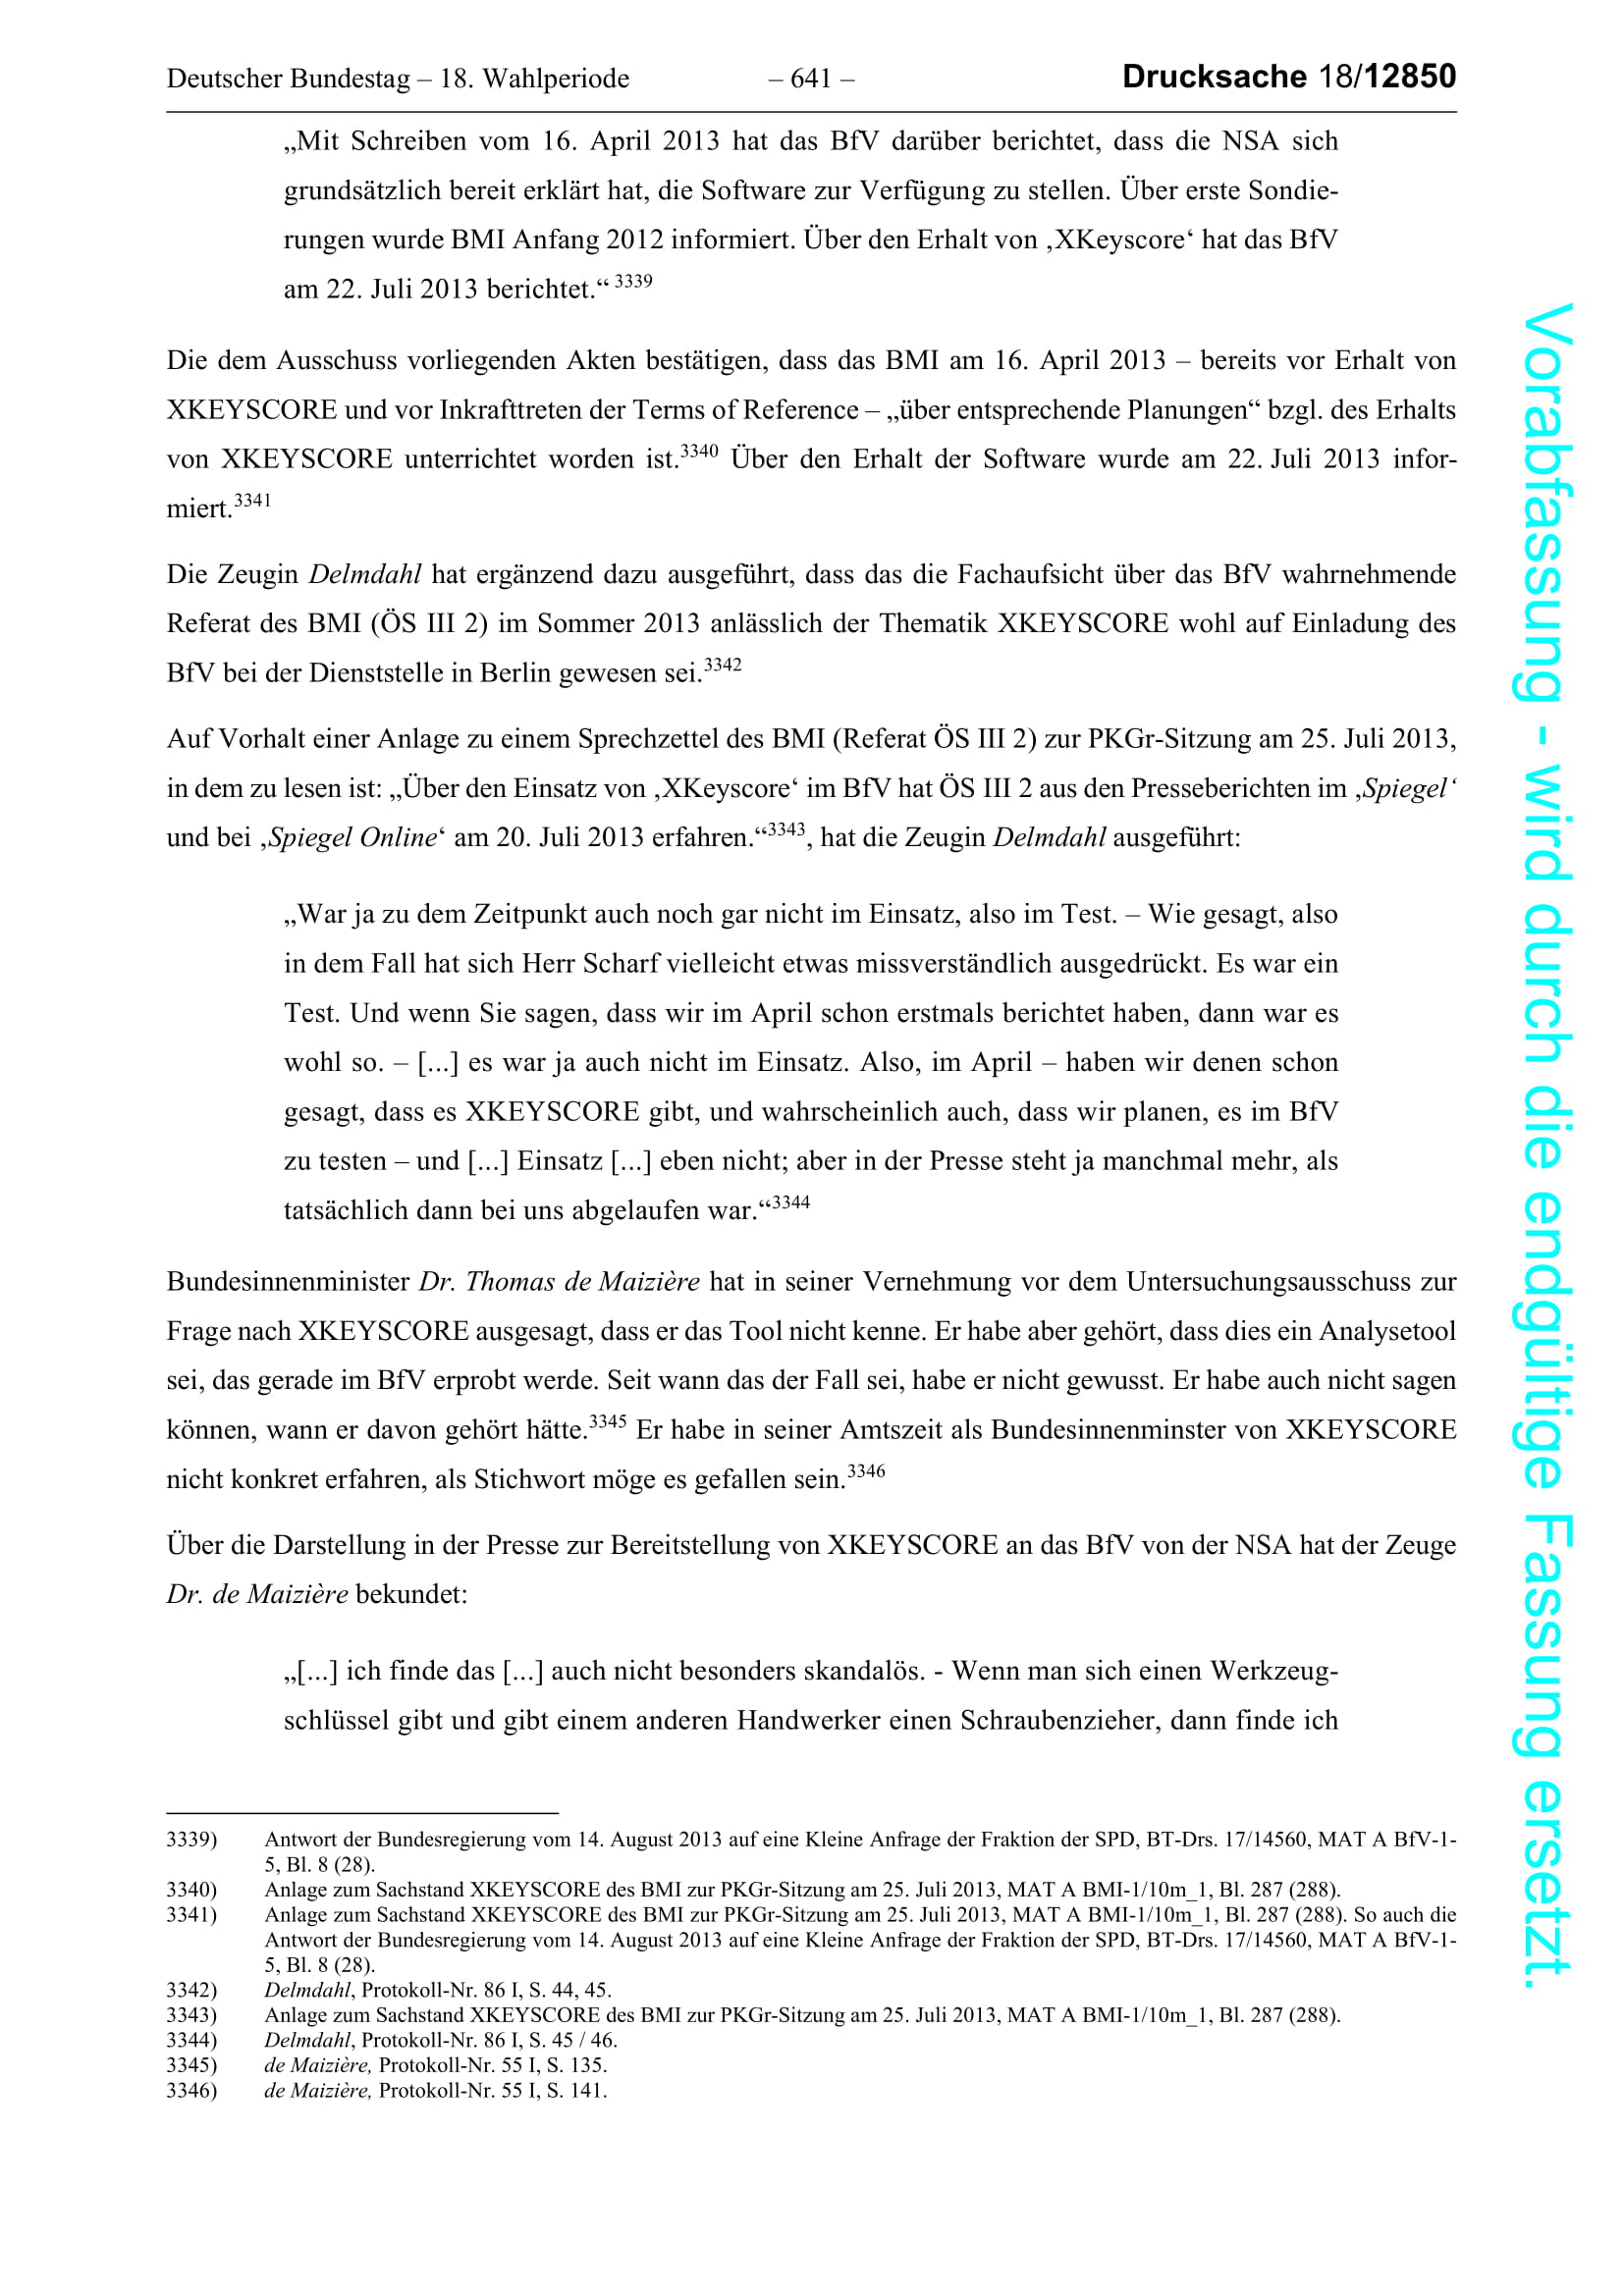 Deutscher Bundestag – 18. Wahlperiode – 641 – Drucksache 18/12850
„Mit Schreiben vom 16. April 2013 hat das BfV darüber berichtet, dass die NSA sich
grundsätzlich bereit erklärt hat, die Software zur Verfügung zu stellen. Über erste Sondie-
rungen wurde BMI Anfang 2012 informiert. Über den Erhalt von ‚XKeyscore‘ hat das BfV
am 22. Juli 2013 berichtet.“ 3339
Die dem Ausschuss vorliegenden Akten bestätigen, dass das BMI am 16. April 2013 – bereits vor Erhalt von
XKEYSCORE und vor Inkrafttreten der Terms of Reference – „über entsprechende Planungen“ bzgl. des Erhalts
von XKEYSCORE unterrichtet worden ist.3340 Über den Erhalt der Software wurde am 22. Juli 2013 infor-
miert.3341
Die Zeugin Delmdahl hat ergänzend dazu ausgeführt, dass das die Fachaufsicht über das BfV wahrnehmende
Referat des BMI (ÖS III 2) im Sommer 2013 anlässlich der Thematik XKEYSCORE wohl auf Einladung des
BfV bei der Dienststelle in Berlin gewesen sei.3342
Auf Vorhalt einer Anlage zu einem Sprechzettel des BMI (Referat ÖS III 2) zur PKGr-Sitzung am 25. Juli 2013,
in dem zu lesen ist: „Über den Einsatz von ‚XKeyscore‘ im BfV hat ÖS III 2 aus den Presseberichten im ‚Spiegel‘
und bei ‚Spiegel Online‘ am 20. Juli 2013 erfahren.“3343, hat die Zeugin Delmdahl ausgeführt:
„War ja zu dem Zeitpunkt auch noch gar nicht im Einsatz, also im Test. – Wie gesagt, also
in dem Fall hat sich Herr Scharf vielleicht etwas missverständlich ausgedrückt. Es war ein
Test. Und wenn Sie sagen, dass wir im April schon erstmals berichtet haben, dann war es
wohl so. – [...] es war ja auch nicht im Einsatz. Also, im April – haben wir denen schon
gesagt, dass es XKEYSCORE gibt, und wahrscheinlich auch, dass wir planen, es im BfV
zu testen – und [...] Einsatz [...] eben nicht; aber in der Presse steht ja manchmal mehr, als
tatsächlich dann bei uns abgelaufen war.“3344
Bundesinnenminister Dr. Thomas de Maizière hat in seiner Vernehmung vor dem Untersuchungsausschuss zur
Frage nach XKEYSCORE ausgesagt, dass er das Tool nicht kenne. Er habe aber gehört, dass dies ein Analysetool
sei, das gerade im BfV erprobt werde. Seit wann das der Fall sei, habe er nicht gewusst. Er habe auch nicht sagen
können, wann er davon gehört hätte.3345 Er habe in seiner Amtszeit als Bundesinnenminster von XKEYSCORE
nicht konkret erfahren, als Stichwort möge es gefallen sein.3346
Über die Darstellung in der Presse zur Bereitstellung von XKEYSCORE an das BfV von der NSA hat der Zeuge
Dr. de Maizière bekundet:
„[...] ich finde das [...] auch nicht besonders skandalös. - Wenn man sich einen Werkzeug-
schlüssel gibt und gibt einem anderen Handwerker einen Schraubenzieher, dann finde ich
3339) Antwort der Bundesregierung vom 14. August 2013 auf eine Kleine Anfrage der Fraktion der SPD, BT-Drs. 17/14560, MAT A BfV-1-
5, Bl. 8 (28).
3340) Anlage zum Sachstand XKEYSCORE des BMI zur PKGr-Sitzung am 25. Juli 2013, MAT A BMI-1/10m_1, Bl. 287 (288).
3341) Anlage zum Sachstand XKEYSCORE des BMI zur PKGr-Sitzung am 25. Juli 2013, MAT A BMI-1/10m_1, Bl. 287 (288). So auch die
Antwort der Bundesregierung vom 14. August 2013 auf eine Kleine Anfrage der Fraktion der SPD, BT-Drs. 17/14560, MAT A BfV-1-
5, Bl. 8 (28).
3342) Delmdahl, Protokoll-Nr. 86 I, S. 44, 45.
3343) Anlage zum Sachstand XKEYSCORE des BMI zur PKGr-Sitzung am 25. Juli 2013, MAT A BMI-1/10m_1, Bl. 287 (288).
3344) Delmdahl, Protokoll-Nr. 86 I, S. 45 / 46.
3345) de Maizière, Protokoll-Nr. 55 I, S. 135.
3346) de Maizière, Protokoll-Nr. 55 I, S. 141.
Vorabfassung - wird durch die endgültige Fassung ersetzt.